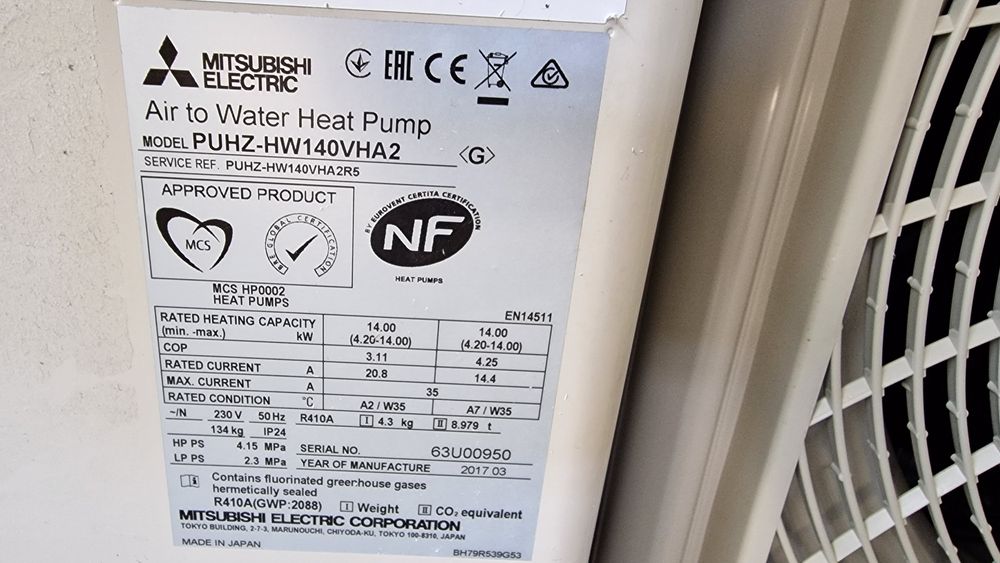 MITSUBISHI
ELECTRIC
EAC CE
Air to Water Heat Pump
MODEL PUHZ-HW140VHA2 〈G〉
SERVICE REF. PUHZ-HW140VHA2R5
APPROVED PRODUCT
MCS
BRE GLOBAL CERTIFICATION
BY EUROVENT CERTITA CERTIFICATION
NF
HEAT PUMPS
MCS HP0002
HEAT PUMPS
EN14511
RATED HEATING CAPACITY 14.00 14.00
(min. -max.) kW (4.20-14.00) (4.20-14.00)
COP 3.11 4.25
RATED CURRENT A 20.8 14.4
MAX. CURRENT A 35
RATED CONDITION °C A2 / W35 A7 / W35
~/N 230 V 50 Hz R410A I 4.3 kg II 8.979 t
134 kg IP24
HP PS 4.15 MPa SERIAL NO. 63U00950
LP PS 2.3 MPa YEAR OF MANUFACTURE 2017.03
Contains fluorinated greenhouse gases
hermetically sealed
R410A(GWP:2088) I Weight II CO₂ equivalent
MITSUBISHI ELECTRIC CORPORATION
TOKYO BUILDING, 2-7-3, MARUNOUCHI, CHIYODA-KU, TOKYO 100-8310, JAPAN
MADE IN JAPAN BH79R539G53